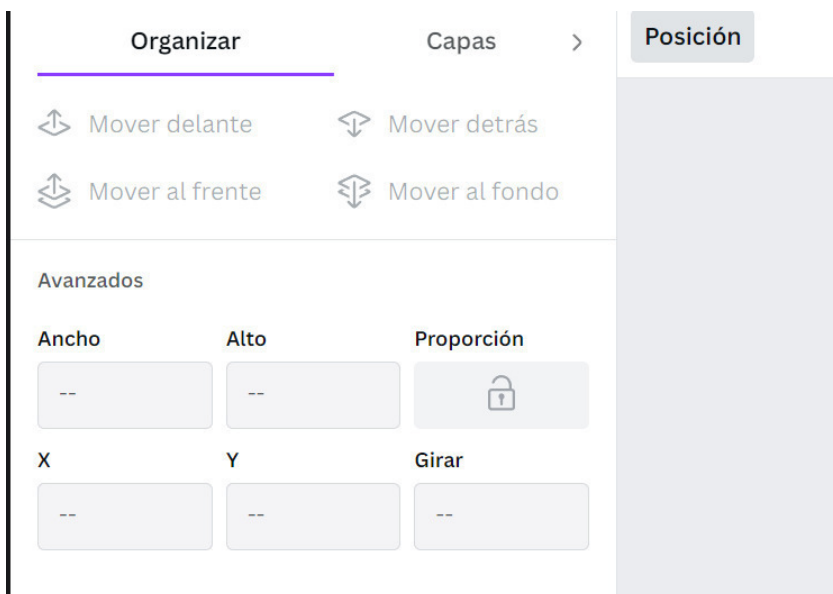 Organizar Capas Posición
Mover delante Mover detrás
Mover al frente Mover al fondo
Avanzados
Ancho Alto Proporción
-- --
X Y Girar
-- -- --